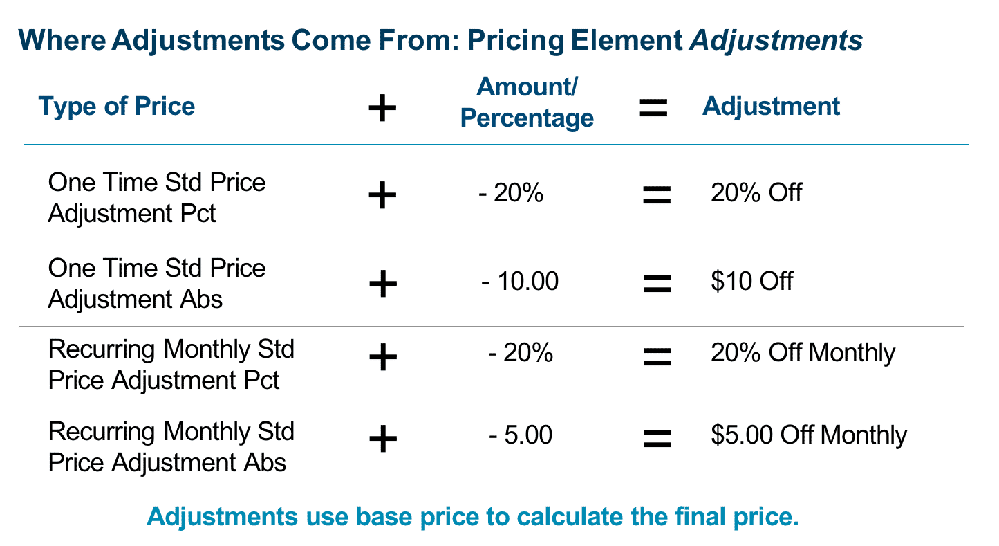 Where Adjustments Come From: Pricing Element Adjustments
Type of Price + Amount/ Percentage = Adjustment
One Time Std Price
Adjustment Pct
+ - 20% = 20% Off
One Time Std Price
Adjustment Abs
+ - 10.00 = $10 Off
Recurring Monthly Std
Price Adjustment Pct
+ - 20% = 20% Off Monthly
Recurring Monthly Std
Price Adjustment Abs
+ - 5.00 = $5.00 Off Monthly
Adjustments use base price to calculate the final price.